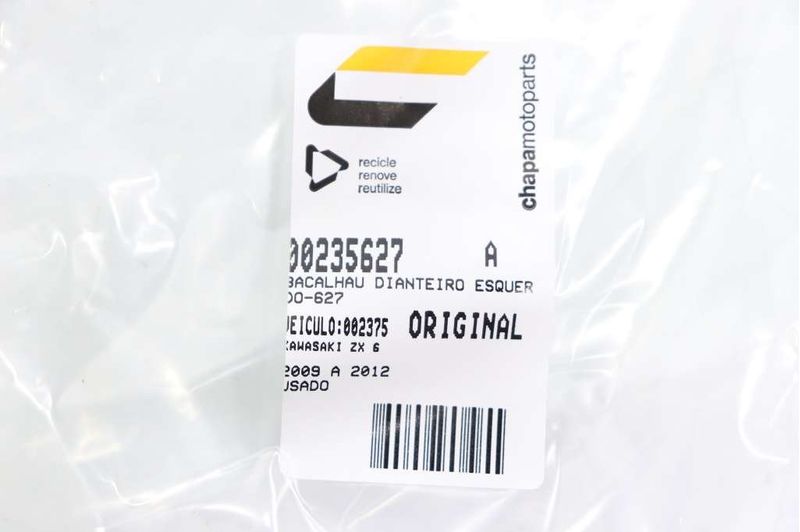 chapamotoparts
recicle
renove
reutilize
00235627 A
BACALHAU DIANTEIRO ESQUER
DO-627
VEICULO:002375 ORIGINAL
KAWASAKI ZX 6
2009 A 2012
USADO